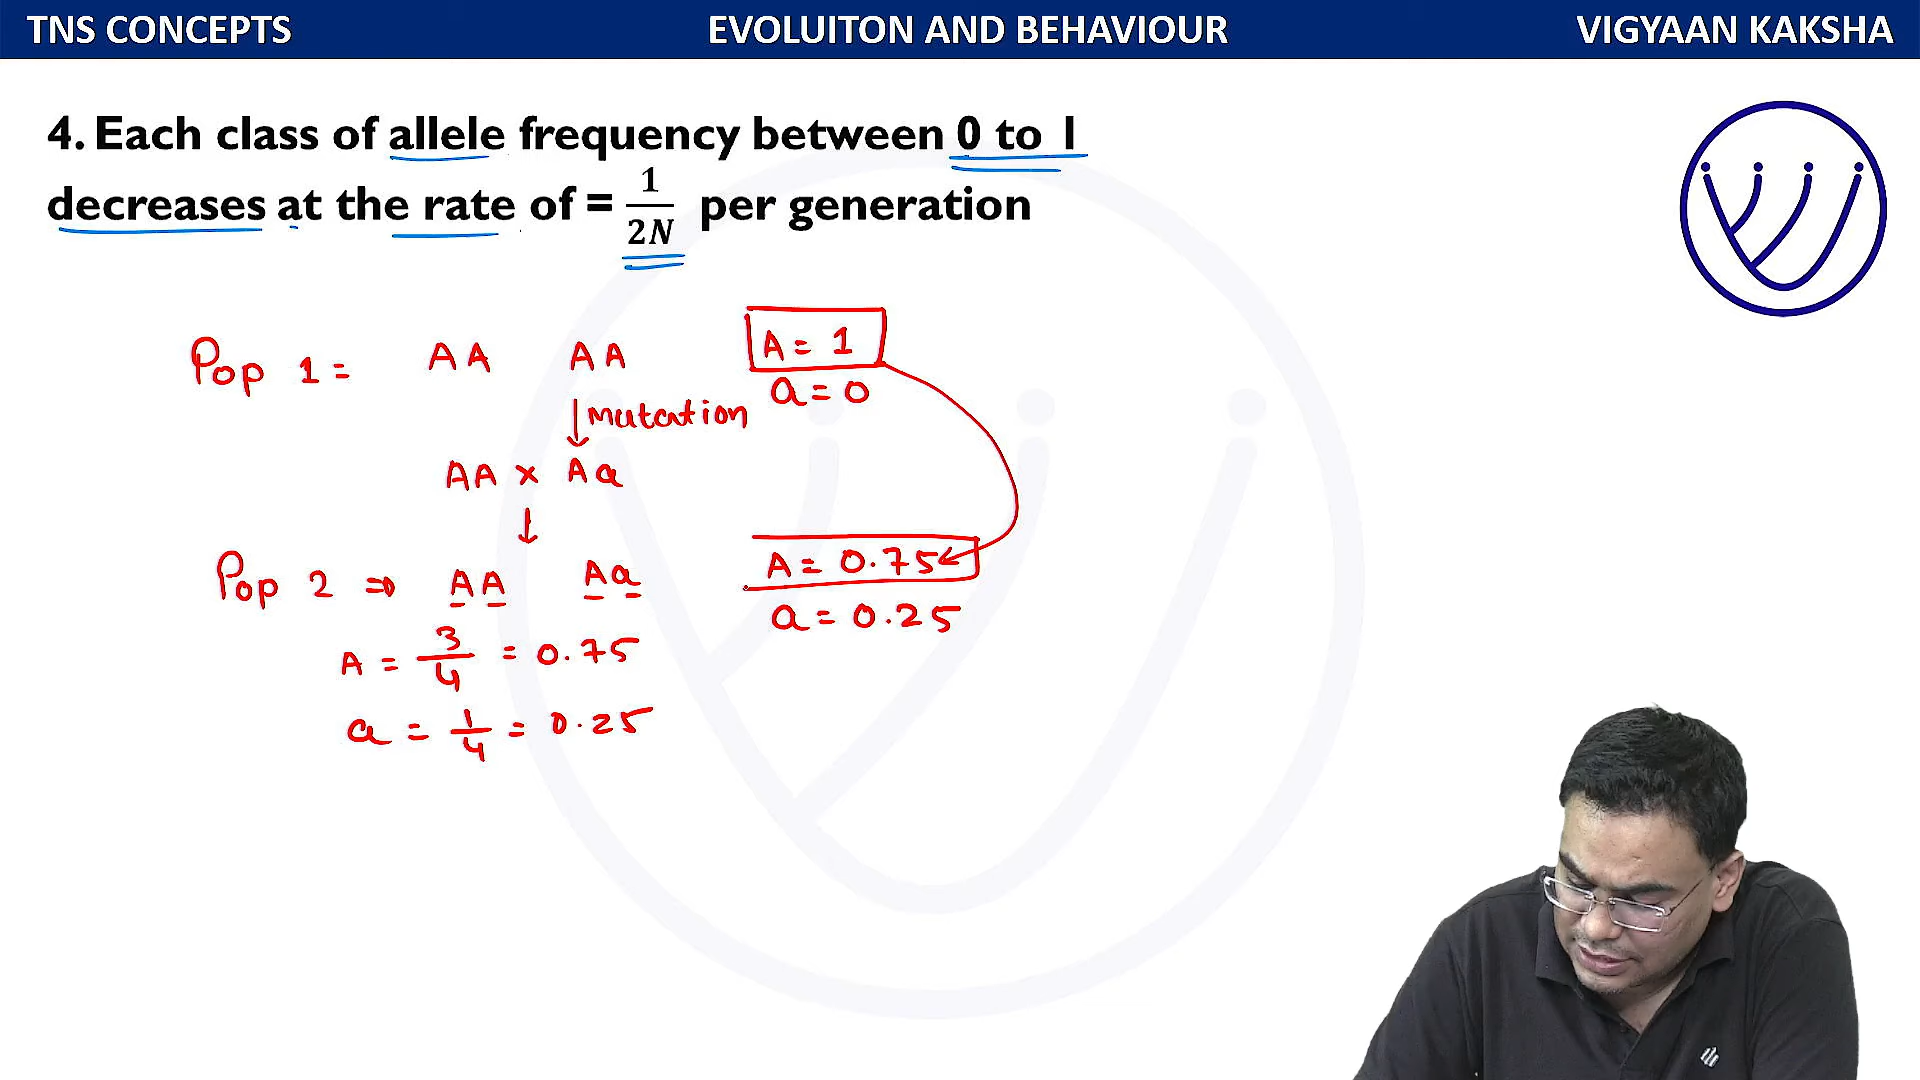 TNS CONCEPTS EVOLUITON AND BEHAVIOUR VIGYAAN KAKSHA
4. Each class of allele frequency between 0 to 1
decreases at the rate of = 1/2N per generation
Pop 1 = AA AA A = 1
a = 0
↓ mutation
AA × Aa
↓
Pop 2 ⇒ AA Aa A = 0.75
a = 0.25
A = 3/4 = 0.75
a = 1/4 = 0.25